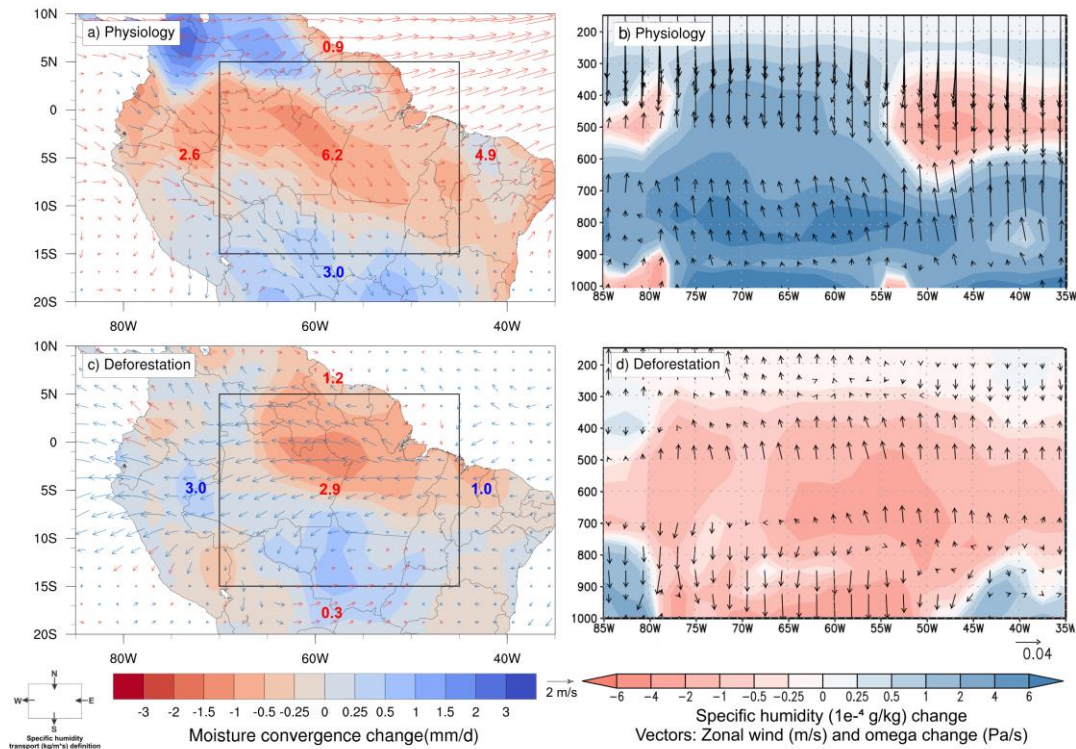 a) Physiology
10N
5N
0
5S
10S
15S
20S
80W
60W
40W
0.9
2.6
6.2
4.9
3.0
b) Physiology
200
300
400
500
600
700
800
900
1000
85W
80W
75W
70W
65W
60W
55W
50W
45W
40W
35W
c) Deforestation
10N
5N
0
5S
10S
15S
20S
80W
60W
40W
1.2
3.0
2.9
1.0
0.3
d) Deforestation
200
300
400
500
600
700
800
900
1000
85W
80W
75W
70W
65W
60W
55W
50W
45W
40W
35W
0.04
N
W
E
S
Specific humidity
transport (kg/m*s) definition
-3 -2 -1.5 -1 -0.5 -0.25 0 0.25 0.5 1 1.5 2 3
Moisture convergence change(mm/d)
2 m/s
−6 −4 −2 −1 −0.5 −0.25 0 0.25 0.5 1 2 4 6
Specific humidity (1e-⁴ g/kg) change
Vectors: Zonal wind (m/s) and omega change (Pa/s)